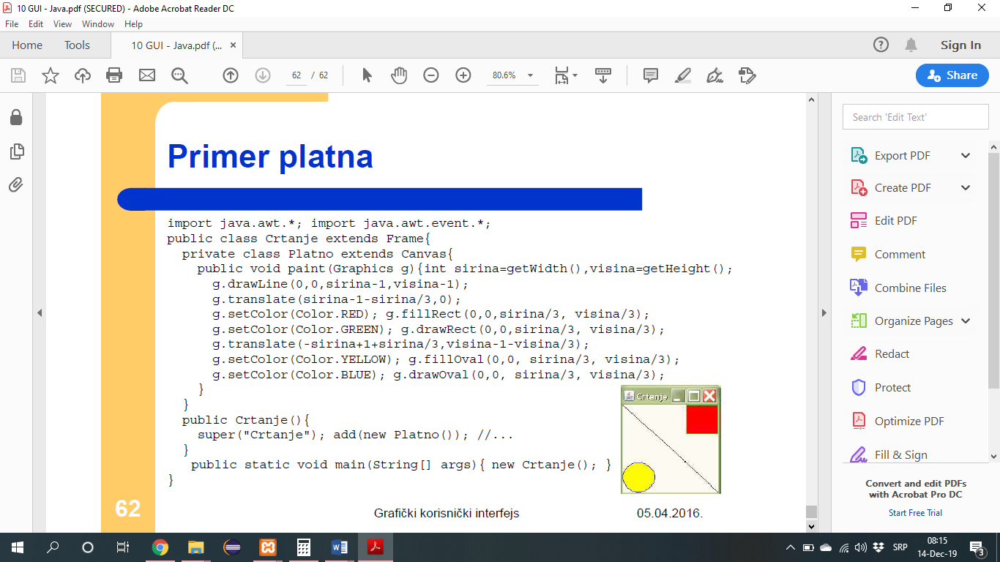 10 GUI - Java.pdf (SECURED) - Adobe Acrobat Reader DC
File Edit View Window Help
Home Tools 10 GUI - Java.pdf (... × Sign In
62 / 62 80.6% Share
Primer platna
import java.awt.*; import java.awt.event.*;
public class Crtanje extends Frame{
private class Platno extends Canvas{
public void paint(Graphics g){int sirina=getWidth(),visina=getHeight();
g.drawLine(0,0,sirina-1,visina-1);
g.translate(sirina-1-sirina/3,0);
g.setColor(Color.RED); g.fillRect(0,0,sirina/3, visina/3);
g.setColor(Color.GREEN); g.drawRect(0,0,sirina/3, visina/3);
g.translate(-sirina+1+sirina/3,visina-1-visina/3);
g.setColor(Color.YELLOW); g.fillOval(0,0, sirina/3, visina/3);
g.setColor(Color.BLUE); g.drawOval(0,0, sirina/3, visina/3);
}
}
public Crtanje(){
super("Crtanje"); add(new Platno()); //...
}
public static void main(String[] args){ new Crtanje(); }
}
Crtanje
62
Grafički korisnički interfejs 05.04.2016.
Search 'Edit Text'
Export PDF
Create PDF
Edit PDF
Comment
Combine Files
Organize Pages
Redact
Protect
Optimize PDF
Fill & Sign
Convert and edit PDFs
with Acrobat Pro DC
Start Free Trial
SRP
08:15
14-Dec-19
3